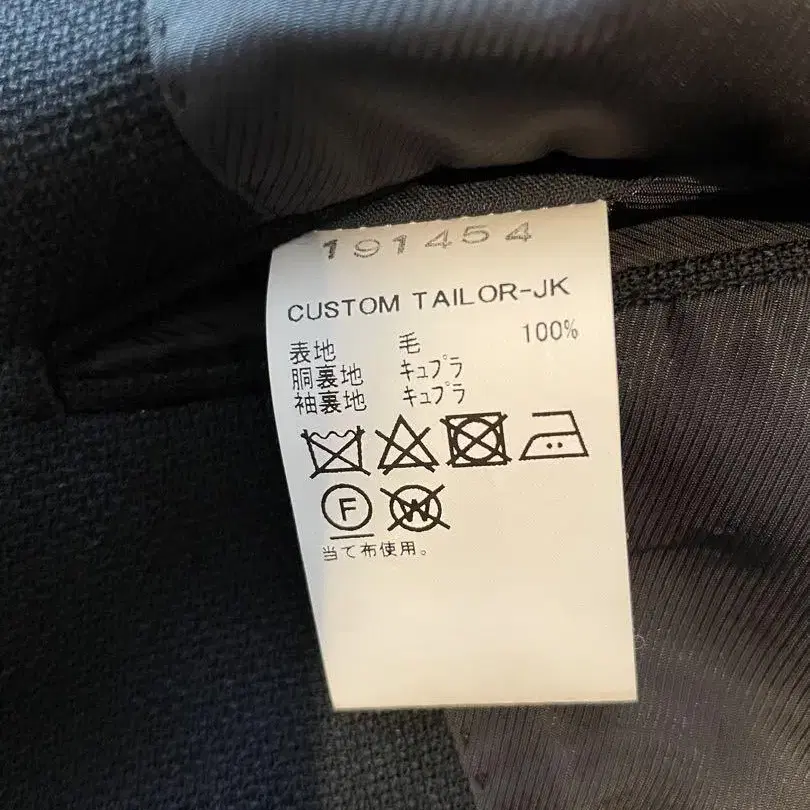 191454
CUSTOM TAILOR-JK
表地 毛 100%
胴裏地 キュプラ
袖裏地 キュプラ
F
W
当て布使用。